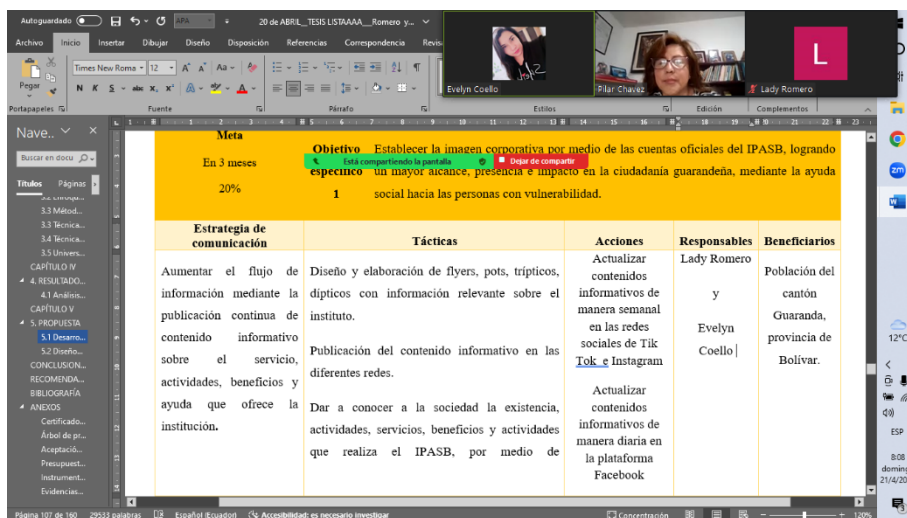 Autoguardado
APA
20 de ABRIL__TESIS LISTAAAA__Romero y...
Archivo Inicio Insertar Dibujar Diseño Disposición Referencias Correspondencia Revis
Evelyn Coello
Pilar Chavez
L
Lady Romero
Times New Roma 12
Pegar
N K S
Portapapeles Fuente Párrafo Estilos Edición Complementos
Nave..
Buscar en docu
Títulos Páginas
3.3 Métod...
3.4 Técnica...
3.5 Univers...
CAPÍTULO IV
4. RESULTADO...
4.1 Análisis...
CAPÍTULO V
5. PROPUESTA
5.1 Desarro...
5.2 Diseño...
CONCLUSION...
RECOMENDA...
BIBLIOGRAFÍA
ANEXOS
Certificado...
Árbol de pr...
Aceptació...
Presupuest...
Instrument...
Evidencias...
Meta
En 3 meses
20%
Objetivo
específico
1
Establecer la imagen corporativa por medio de las cuentas oficiales del IPASB, logrando
un mayor alcance, presencia e impacto en la ciudadanía guarandeña, mediante la ayuda
social hacia las personas con vulnerabilidad.
Está compartiendo la pantalla
Dejar de compartir
Estrategia de
comunicación
Tácticas
Acciones
Responsables
Beneficiarios
Aumentar el flujo de
información mediante la
publicación continua de
contenido informativo
sobre el servicio,
actividades, beneficios y
ayuda que ofrece la
institución.
Diseño y elaboración de flyers, pots, trípticos,
dípticos con información relevante sobre el
instituto.
Publicación del contenido informativo en las
diferentes redes.
Dar a conocer a la sociedad la existencia,
actividades, servicios, beneficios y actividades
que realiza el IPASB, por medio de
Actualizar
contenidos
informativos de
manera semanal
en las redes
sociales de Tik
Tok e Instagram
Actualizar
contenidos
informativos de
manera diaria en
la plataforma
Facebook
Lady Romero
y
Evelyn
Coello
Población del
cantón
Guaranda,
provincia de
Bolívar.
zm
12°C
ESP
8:08
doming
21/4/20
Página 107 de 160 29533 palabras Español (Ecuador) Accesibilidad: es necesario investigar Concentración 120%